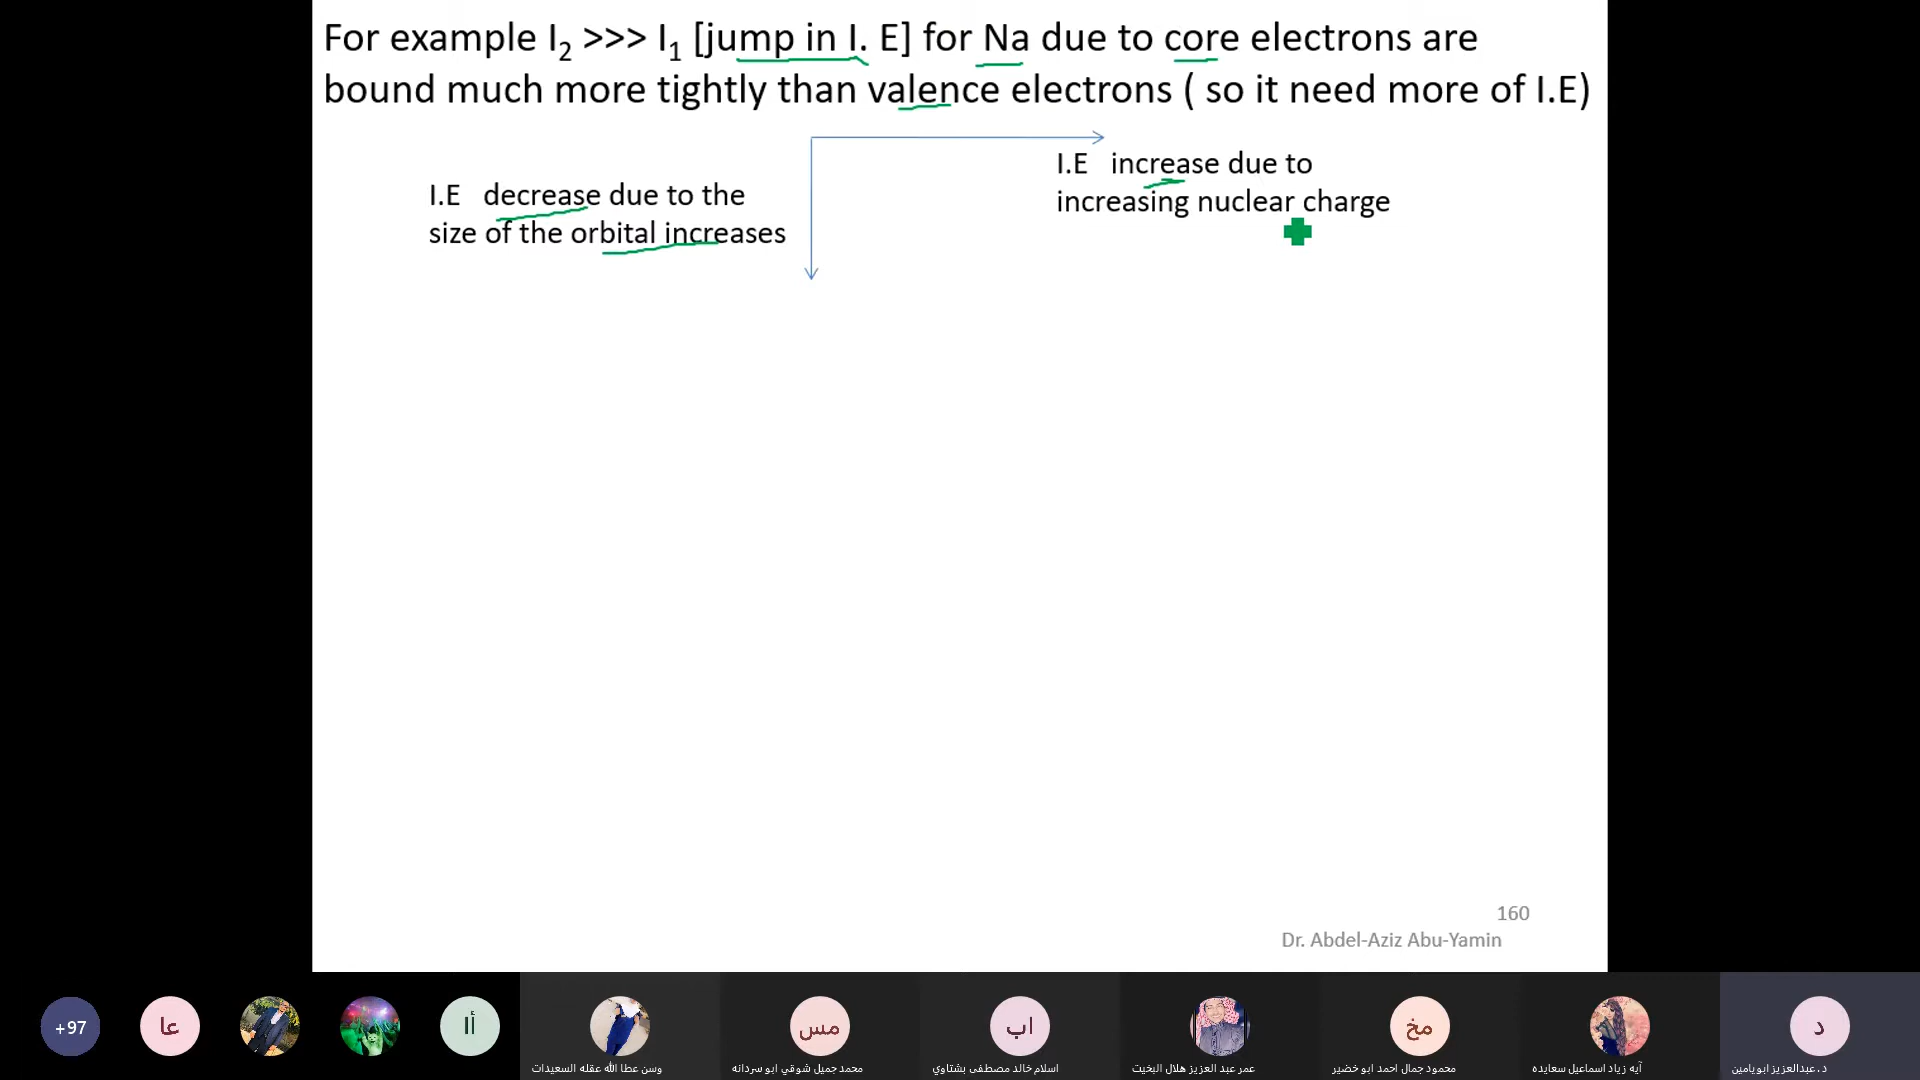 For example I₂ >>> I₁ [jump in I. E] for Na due to core electrons are
bound much more tightly than valence electrons ( so it need more of I.E)
I.E decrease due to the
size of the orbital increases
I.E increase due to
increasing nuclear charge
160
Dr. Abdel-Aziz Abu-Yamin
+97
عا
أا
وسن عطا الله عقله السعيدات
مس
محمد جميل شوقي ابو سردانه
اب
اسلام خالد مصطفى بشتاوي
عمر عبد العزيز هلال البخيت
مخ
محمود جمال احمد ابو خضير
آيه زياد اسماعيل سعايده
د
د.عبدالعزيز ابويامين